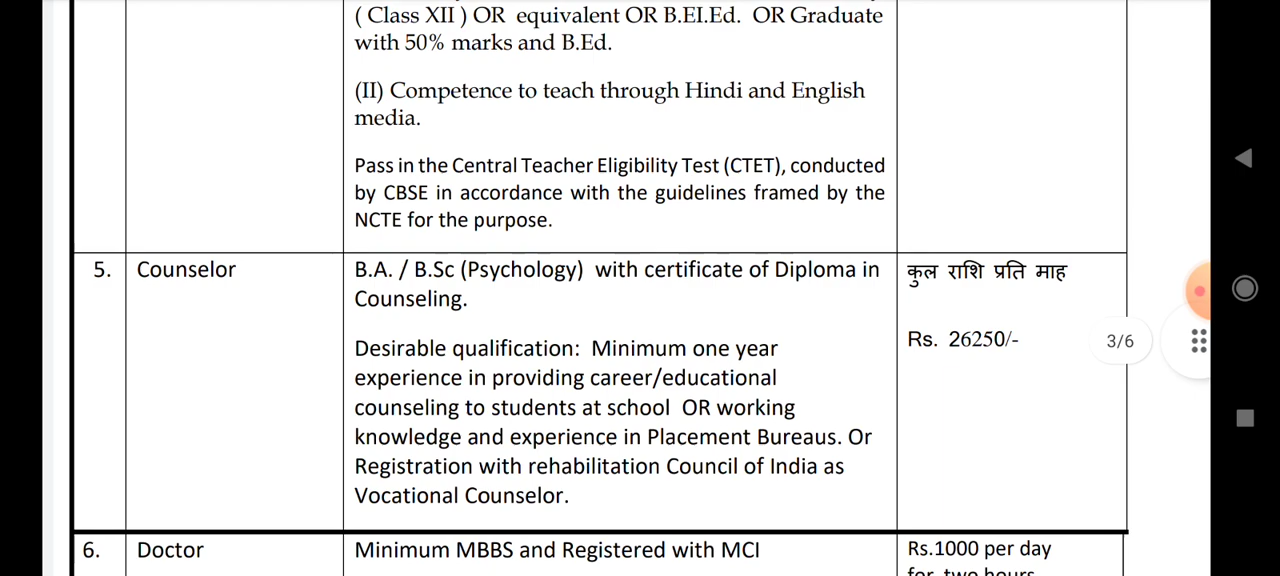 ( Class XII ) OR equivalent OR B.EI.Ed. OR Graduate
with 50% marks and B.Ed.
(II) Competence to teach through Hindi and English
media.
Pass in the Central Teacher Eligibility Test (CTET), conducted
by CBSE in accordance with the guidelines framed by the
NCTE for the purpose.
5. Counselor
B.A. / B.Sc (Psychology) with certificate of Diploma in
Counseling.
Desirable qualification: Minimum one year
experience in providing career/educational
counseling to students at school OR working
knowledge and experience in Placement Bureaus. Or
Registration with rehabilitation Council of India as
Vocational Counselor.
कुल राशि प्रति माह
Rs. 26250/-
3/6
6. Doctor
Minimum MBBS and Registered with MCI
Rs.1000 per day
for two hours